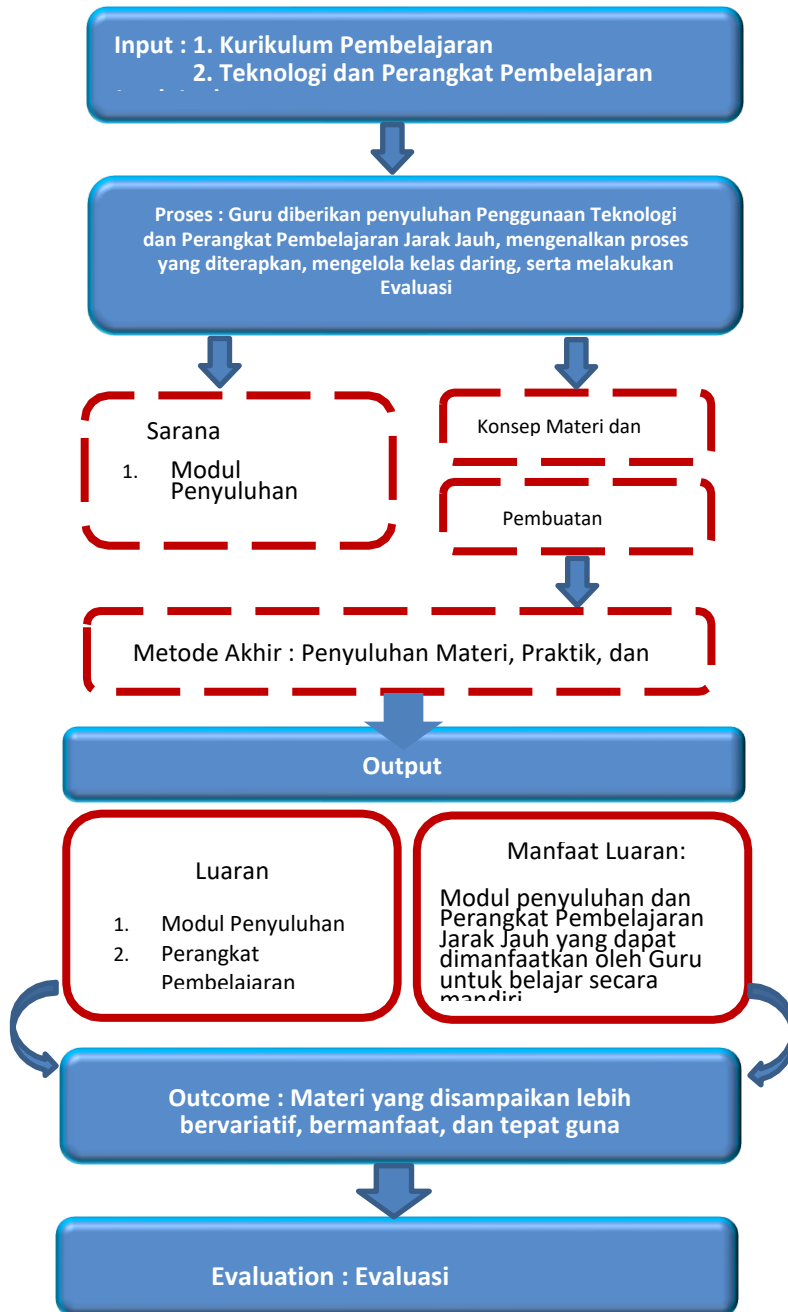 Input : 1. Kurikulum Pembelajaran
2. Teknologi dan Perangkat Pembelajaran
Proses : Guru diberikan penyuluhan Penggunaan Teknologi
dan Perangkat Pembelajaran Jarak Jauh, mengenalkan proses
yang diterapkan, mengelola kelas daring, serta melakukan
Evaluasi
Sarana
1. Modul
Penyuluhan
Konsep Materi dan
Pembuatan
Metode Akhir : Penyuluhan Materi, Praktik, dan
Output
Luaran
1. Modul Penyuluhan
2. Perangkat
Pembelajaran
Manfaat Luaran:
Modul penyuluhan dan
Perangkat Pembelajaran
Jarak Jauh yang dapat
dimanfaatkan oleh Guru
untuk belajar secara
mandiri
Outcome : Materi yang disampaikan lebih
bervariatif, bermanfaat, dan tepat guna
Evaluation : Evaluasi